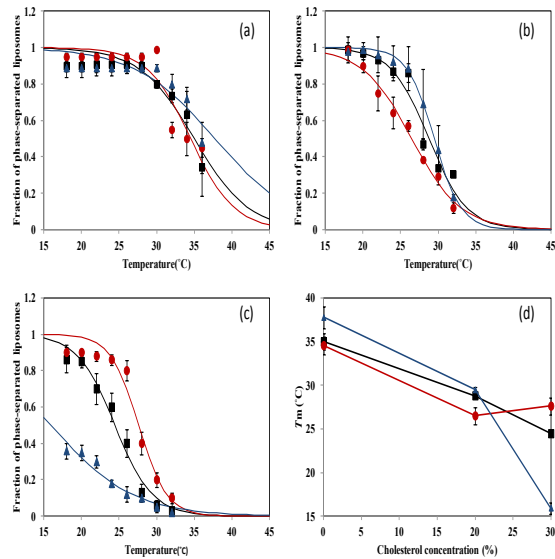 (a)
Fraction of phase-separated liposomes
1.2
1
0.8
0.6
0.4
0.2
0
15 20 25 30 35 40 45
Temperature(˚C)
(b)
Fraction of phase-separated liposomes
1.2
1
0.8
0.6
0.4
0.2
0
15 20 25 30 35 40 45
Temperature(˚C)
(c)
Fraction of phase-separated liposomes
1.2
1
0.8
0.6
0.4
0.2
0
15 20 25 30 35 40 45
Temperature(℃)
(d)
Tm (˚C)
40
35
30
25
20
15
0 10 20 30
Cholesterol concentration (%)